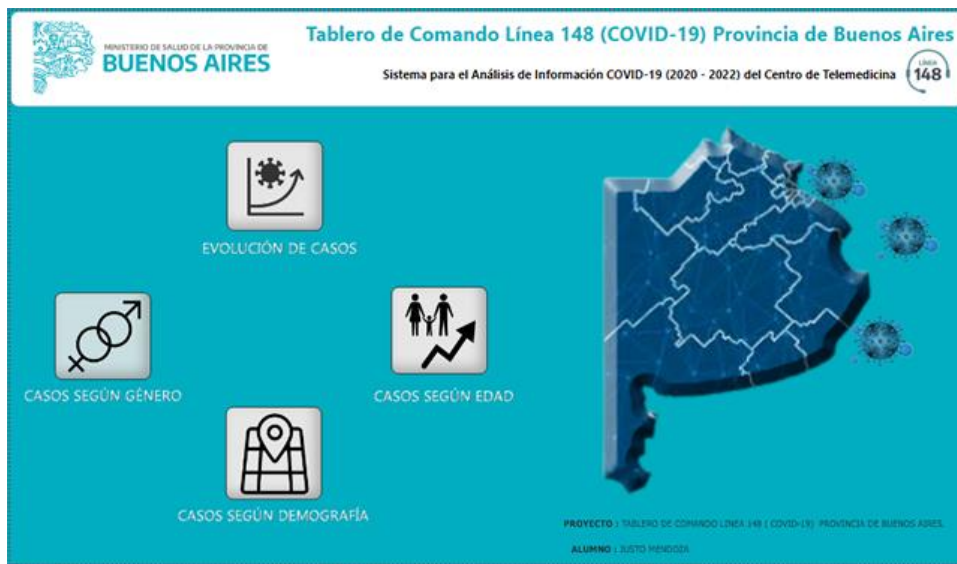 MINISTERIO DE SALUD DE LA PROVINCIA DE
BUENOS AIRES
Tablero de Comando Línea 148 (COVID-19) Provincia de Buenos Aires
Sistema para el Análisis de Información COVID-19 (2020 - 2022) del Centro de Telemedicina
LÍNEA
148
EVOLUCIÓN DE CASOS
CASOS SEGÚN GÉNERO
CASOS SEGÚN EDAD
CASOS SEGÚN DEMOGRAFÍA
PROYECTO : TABLERO DE COMANDO LINEA 148 ( COVID-19) PROVINCIA DE BUENOS AIRES.
ALUMNO : JUSTO MENDOZA